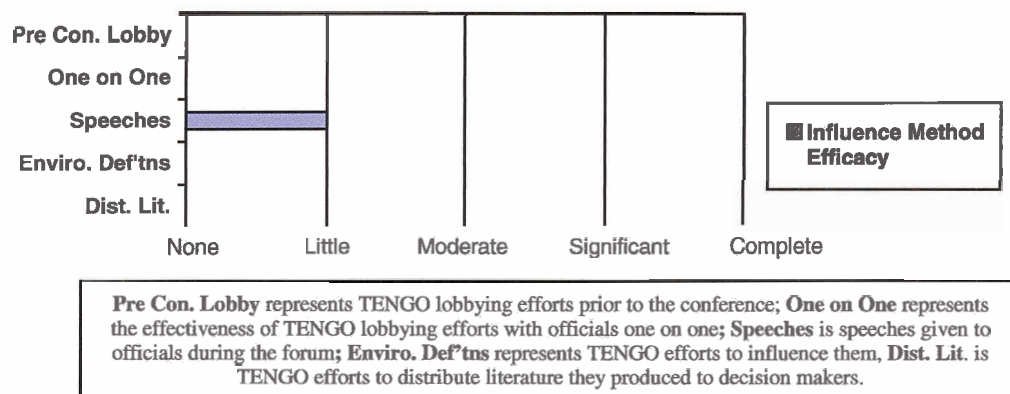 Pre Con. Lobby
One on One
Speeches
Enviro. Def'tns
Dist. Lit.
None Little Moderate Significant Complete
Influence Method
Efficacy
Pre Con. Lobby represents TENGO lobbying efforts prior to the conference; One on One represents
the effectiveness of TENGO lobbying efforts with officials one on one; Speeches is speeches given to
officials during the forum; Enviro. Def'tns represents TENGO efforts to influence them, Dist. Lit. is
TENGO efforts to distribute literature they produced to decision makers.